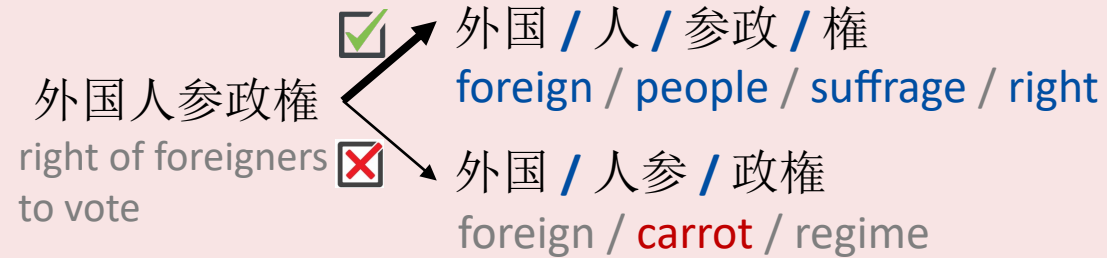 外国 / 人 / 参政 / 権
foreign / people / suffrage / right
外国人参政権
right of foreigners
to vote
外国 / 人参 / 政権
foreign / carrot / regime